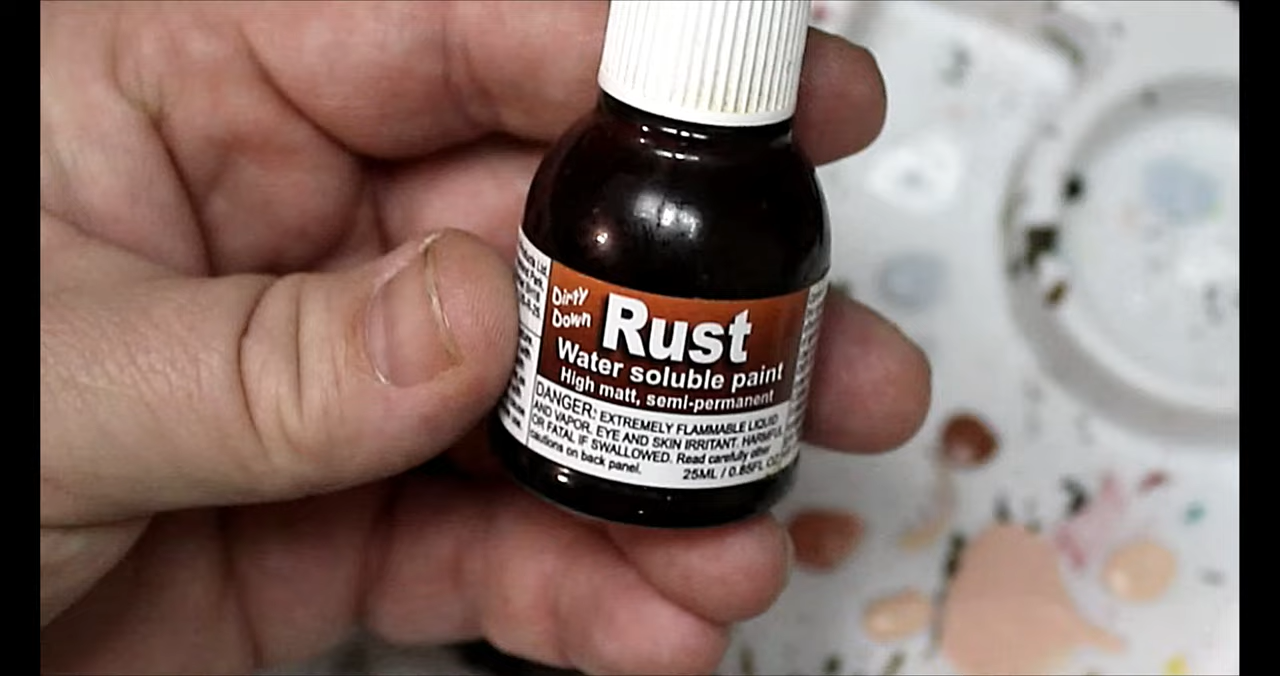 Dirty
Down
Rust
Water soluble paint
High matt, semi-permanent
DANGER: EXTREMELY FLAMMABLE LIQUID
AND VAPOR. EYE AND SKIN IRRITANT. HARMFUL
OR FATAL IF SWALLOWED. Read carefully other
cautions on back panel.
25ML / 0.85FL OZ